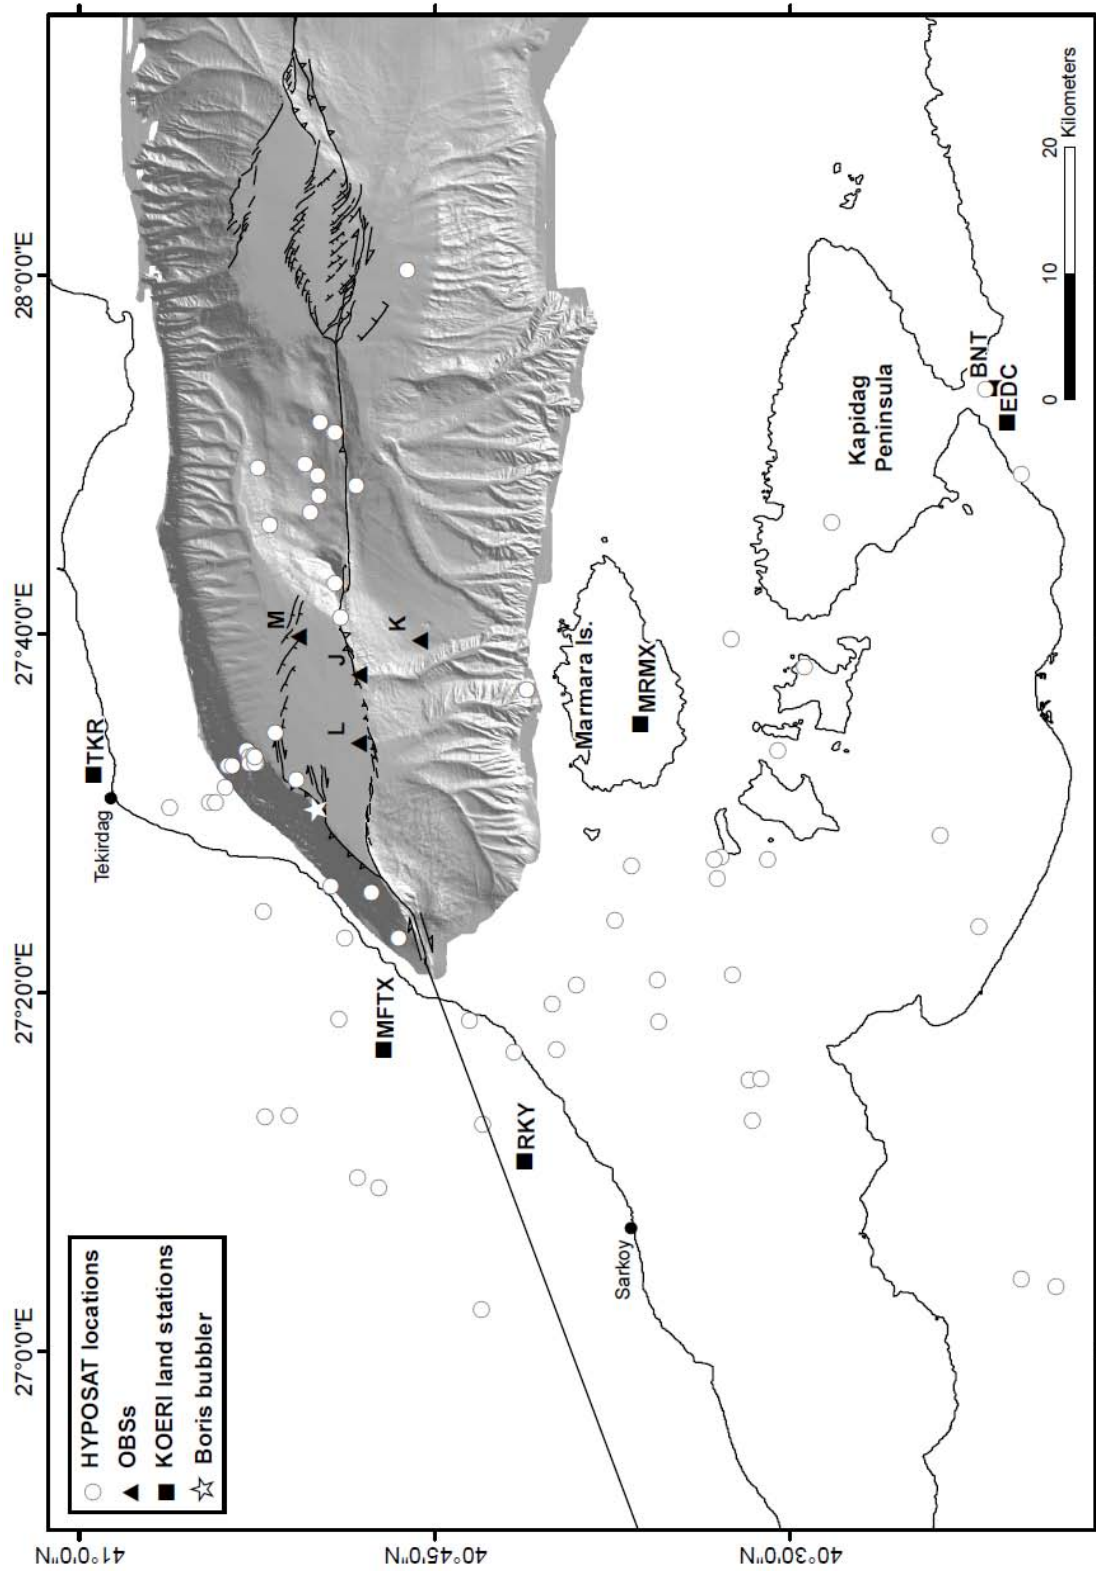 HYPOSAT locations
OBSs
KOERI land stations
Boris bubbler
27°0'0"E
27°20'0"E
27°40'0"E
28°0'0"E
41°0'0"N
40°45'0"N
40°30'0"N
Tekirdag
TKR
MFTX
RKY
Sarkoy
M
L
J
K
Marmara Is.
MRMX
Kapidag
Peninsula
BNT
EDC
0 10 20
Kilometers